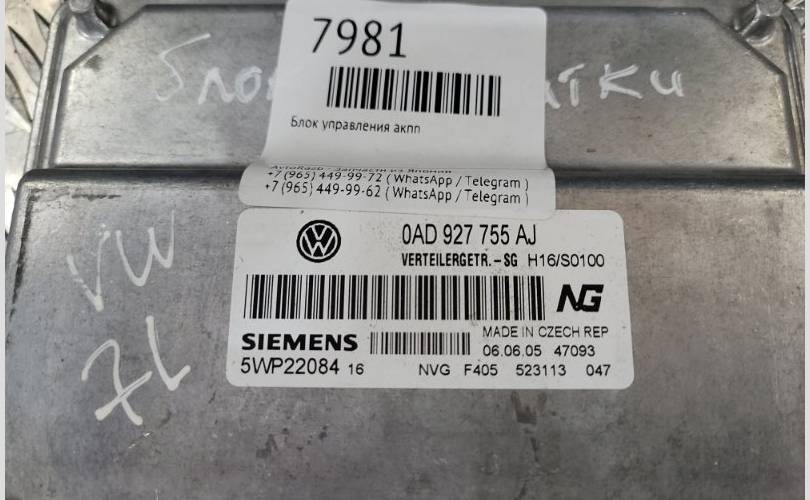 7981
Блок управления акпп
+7 (965) 449-99-72 ( WhatsApp / Telegram )
+7 (965) 449-99-62 ( WhatsApp / Telegram )
0AD 927 755 AJ
VERTEILERGETR.-SG H16/S0100
NG
SIEMENS
MADE IN CZECH REP
06.06.05 47093
5WP22084 16 NVG F405 523113 047
VW
7L